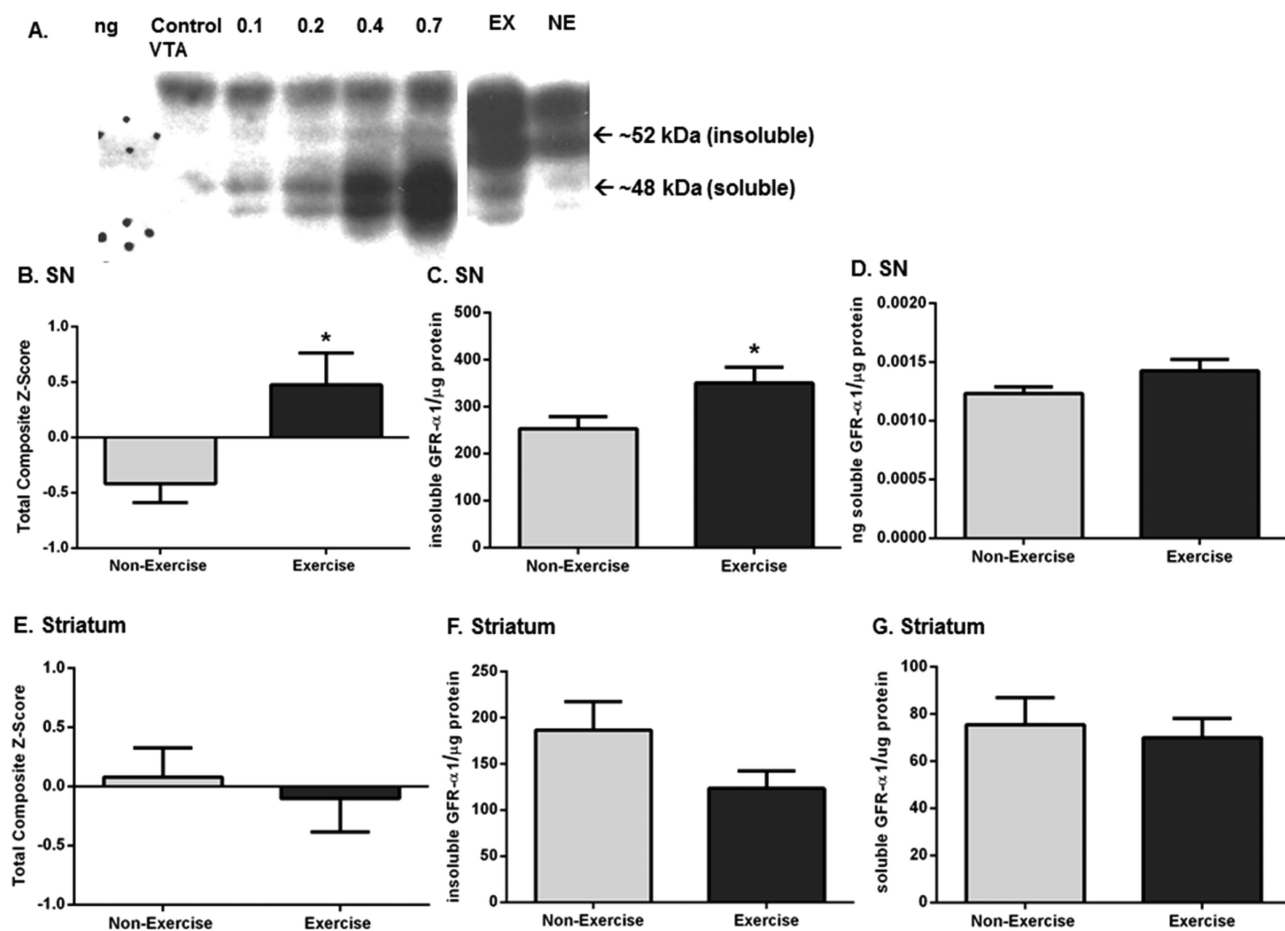 A. ng Control 0.1 0.2 0.4 0.7 EX NE
VTA
← ~52 kDa (insoluble)
← ~48 kDa (soluble)
B. SN
Total Composite Z-Score
1.0
0.5
0.0
-0.5
-1.0
Non-Exercise Exercise
*
C. SN
insoluble GFR-α1/µg protein
500
400
300
200
100
0
Non-Exercise Exercise
*
D. SN
ng soluble GFR-α1/µg protein
0.0020
0.0015
0.0010
0.0005
0.0000
Non-Exercise Exercise
E. Striatum
Total Composite Z-Score
1.0
0.5
0.0
-0.5
-1.0
Non-Exercise Exercise
F. Striatum
insoluble GFR-α1/µg protein
250
200
150
100
50
0
Non-Exercise Exercise
G. Striatum
soluble GFR-α1/ug protein
100
80
60
40
20
0
Non-Exercise Exercise